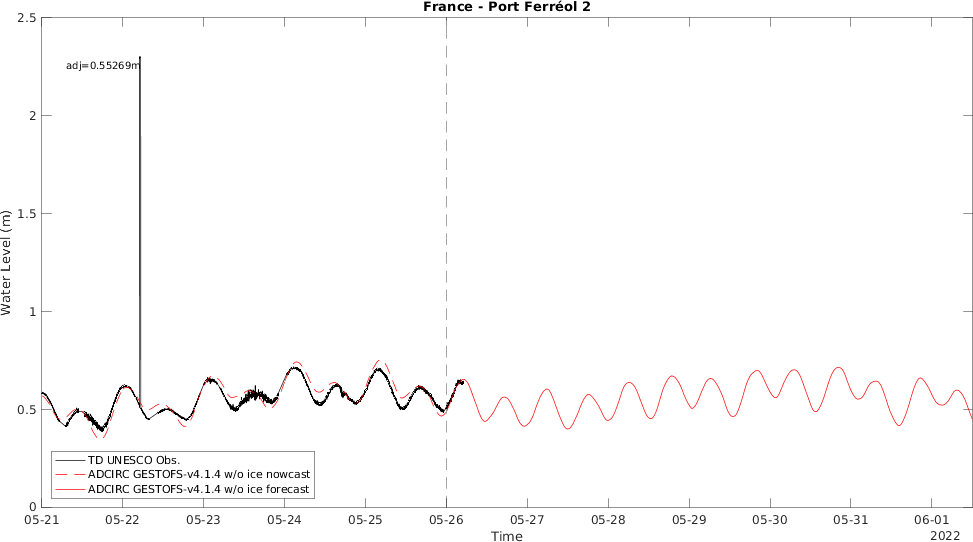 France - Port Ferréol 2
adj=0.55269m
Water Level (m)
2.5
2
1.5
1
0.5
0
TD UNESCO Obs.
ADCIRC GESTOFS-v4.1.4 w/o ice nowcast
ADCIRC GESTOFS-v4.1.4 w/o ice forecast
05-21 05-22 05-23 05-24 05-25 05-26 05-27 05-28 05-29 05-30 05-31 06-01
Time
2022